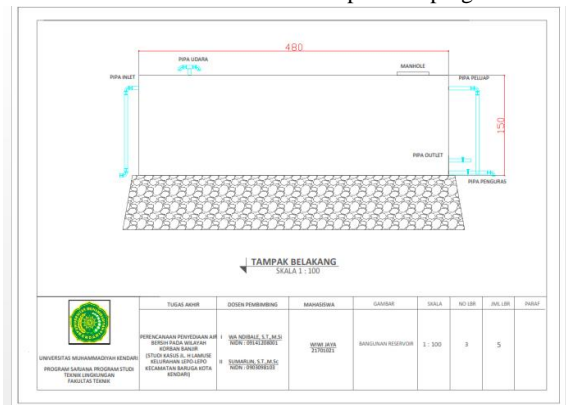 480
PIPA UDARA
MANHOLE
PIPA INLET
PIPA PELUAP
150
PIPA OUTLET
PIPA PENGURAS
TAMPAK BELAKANG
SKALA 1 : 100
TUGAS AKHIR
DOSEN PEMBIMBING
MAHASISWA
GAMBAR
SKALA
NO LBR
JML LBR
PARAF
UNIVERSITAS MUHAMMADIYAH KENDARI
PROGRAM SARJANA PROGRAM STUDI
TEKNIK LINGKUNGAN
FAKULTAS TEKNIK
PERENCANAAN PENYEDIAAN AIR
BERSIH PADA WILAYAH
KORBAN BANJIR
(STUDI KASUS JL. H.LAMUSE
KELURAHAN LEPO-LEPO
KECAMATAN BARUGA KOTA
KENDARI)
I WA NDIBALE, S.T.,M.Si
NIDN : 09141208001
II SUMARLIN, S.T.,M.Sc
NIDN : 0903098103
WIWI JAYA
21701021
BANGUNAN RESERVOIR
1 : 100
3
5